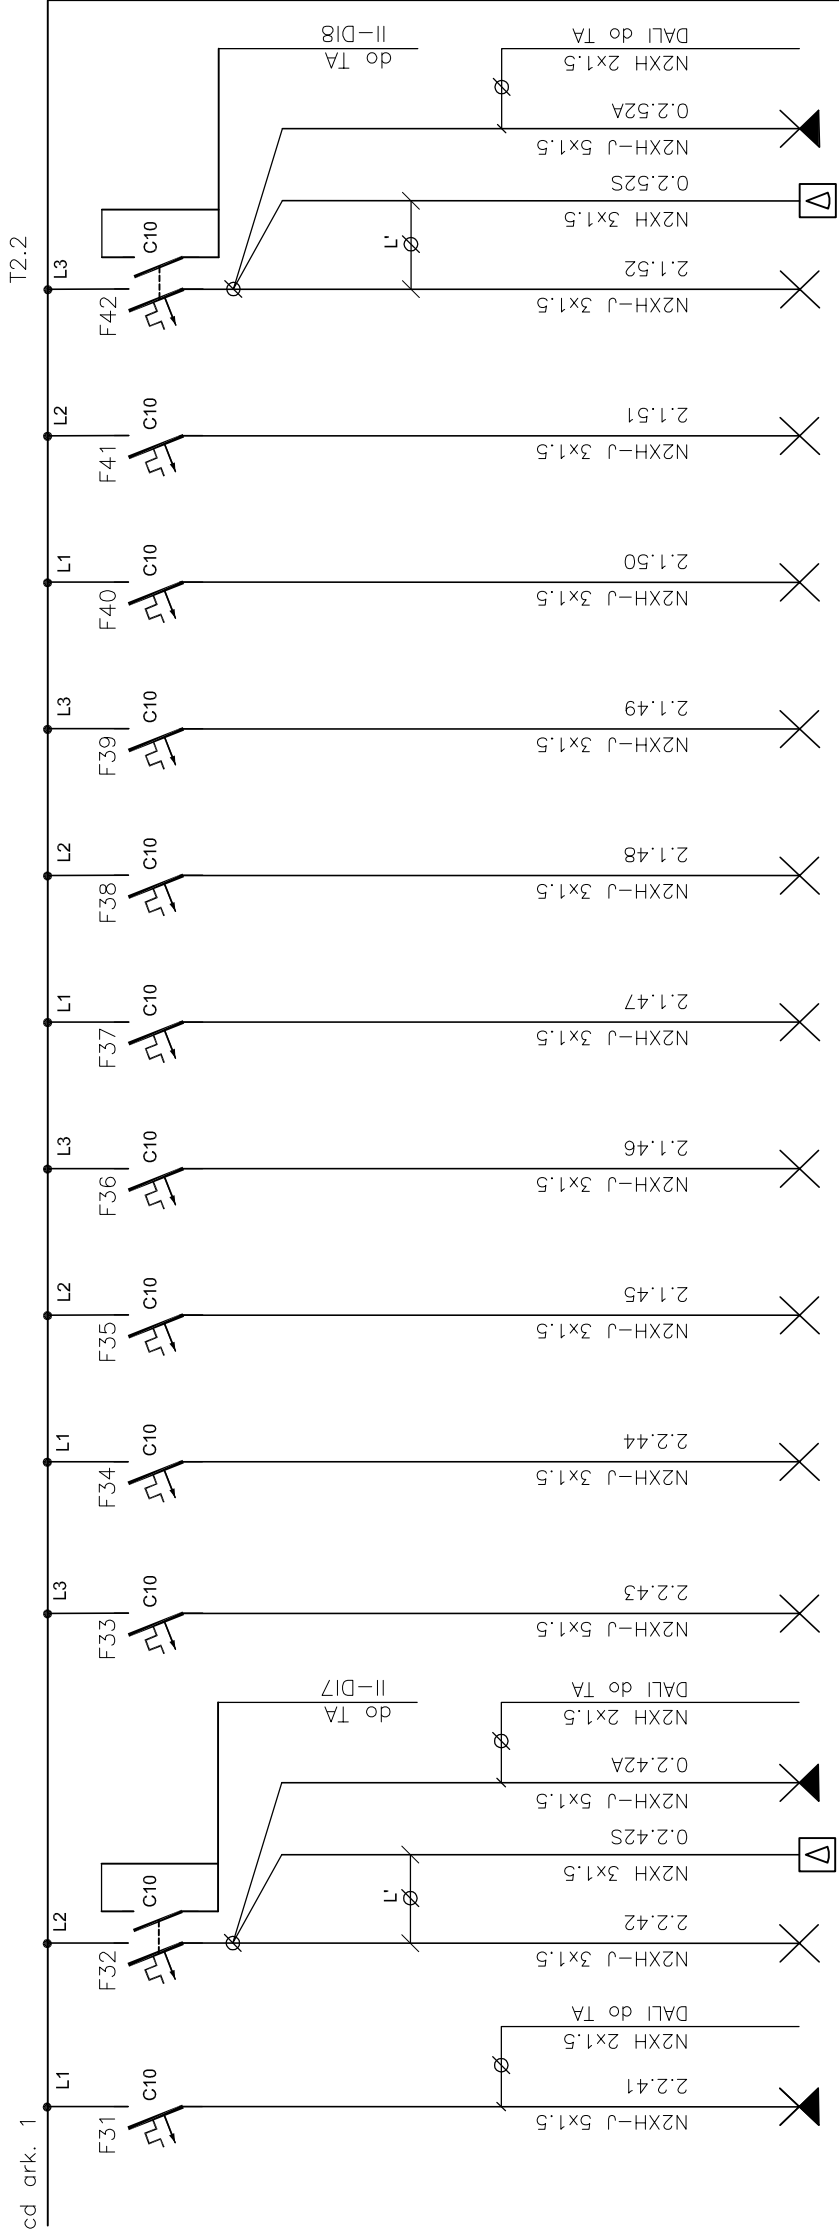 T2.2
L3
F42
C10
II-DI8
do TA
DALI do TA
N2XH 2x1.5
0.2.52A
N2XH-J 5x1.5
0.2.52S
N2XH 3x1.5
L'
2.1.52
N2XH-J 3x1.5
L2
F41
C10
2.1.51
N2XH-J 3x1.5
L1
F40
C10
2.1.50
N2XH-J 3x1.5
L3
F39
C10
2.1.49
N2XH-J 3x1.5
L2
F38
C10
2.1.48
N2XH-J 3x1.5
L1
F37
C10
2.1.47
N2XH-J 3x1.5
L3
F36
C10
2.1.46
N2XH-J 3x1.5
L2
F35
C10
2.1.45
N2XH-J 3x1.5
L1
F34
C10
2.2.44
N2XH-J 3x1.5
L3
F33
C10
2.2.43
N2XH-J 5x1.5
L2
F32
C10
II-DI7
do TA
DALI do TA
N2XH 2x1.5
0.2.42A
N2XH-J 5x1.5
0.2.42S
N2XH 3x1.5
L'
2.2.42
N2XH-J 3x1.5
L1
F31
C10
DALI do TA
N2XH 2x1.5
2.2.41
N2XH-J 5x1.5
cd ark. 1